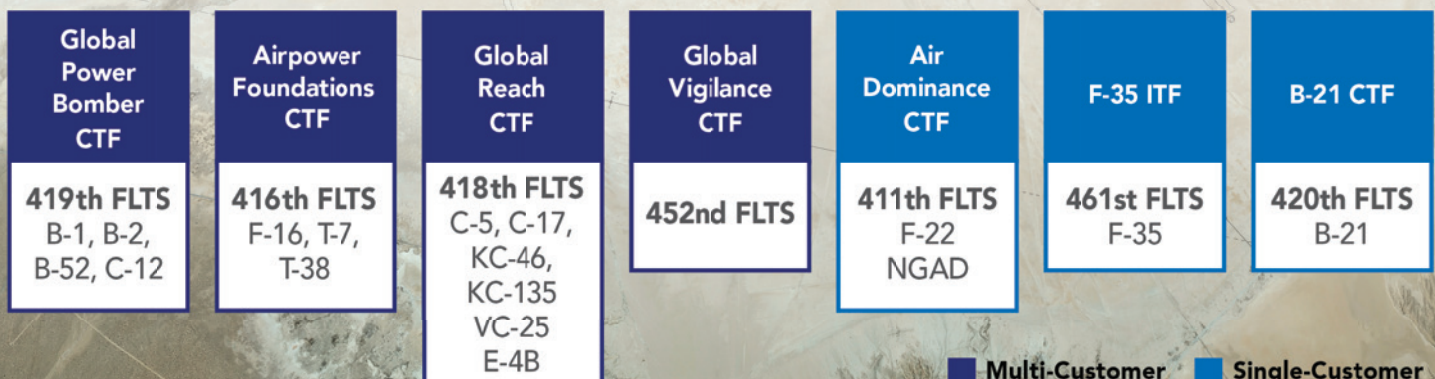 Global
Power
Bomber
CTF
419th FLTS
B-1, B-2,
B-52, C-12
Airpower
Foundations
CTF
416th FLTS
F-16, T-7,
T-38
Global
Reach
CTF
418th FLTS
C-5, C-17,
KC-46,
KC-135
VC-25
E-4B
Global
Vigilance
CTF
452nd FLTS
Air
Dominance
CTF
411th FLTS
F-22
NGAD
F-35 ITF
461st FLTS
F-35
B-21 CTF
420th FLTS
B-21
Multi-Customer
Single-Customer